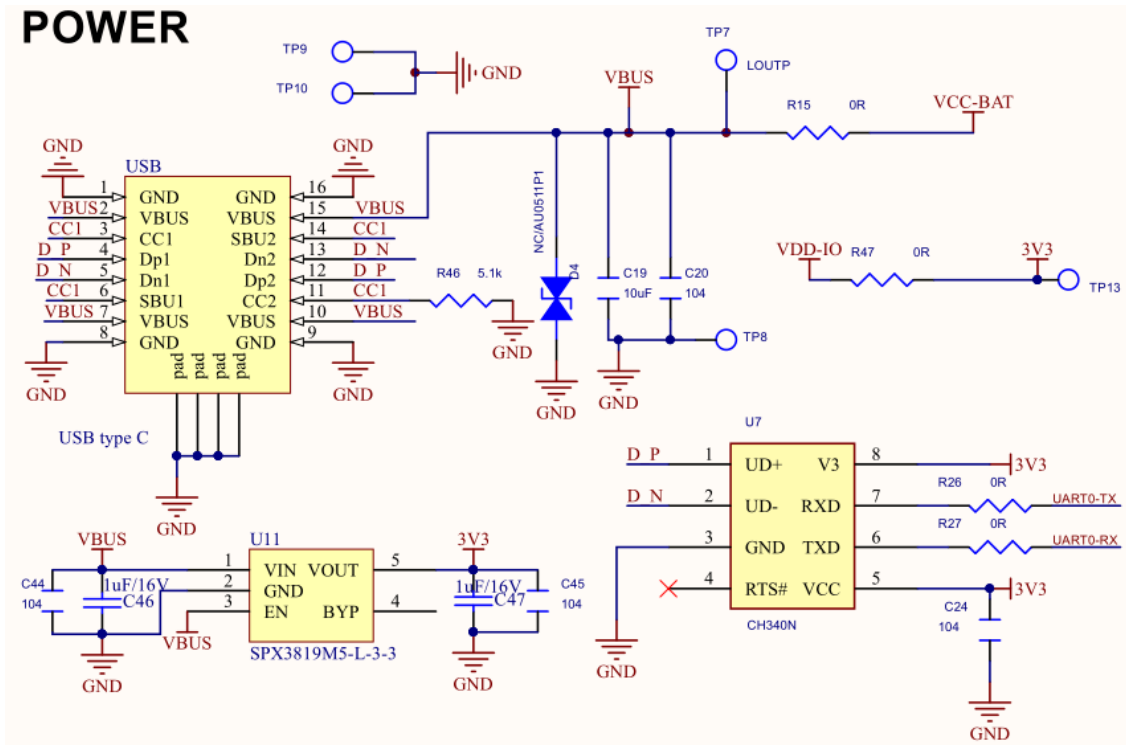 POWER
TP9
TP10
GND
TP7
LOUTP
VBUS
R15 0R
VCC-BAT
GND
USB
GND
1 GND GND 16
VBUS 2 VBUS VBUS 15 VBUS
CC1 3 CC1 SBU2 14 CC1
D_P 4 Dp1 Dn2 13 D_N
D_N 5 Dn1 Dp2 12 D_P
CC1 6 SBU1 CC2 11 CC1
VBUS 7 VBUS VBUS 10 VBUS
8 GND GND 9
pad pad pad pad
GND
GND
USB type C
GND
R46 5.1k
GND
NC/AU0511P1
D4
GND
C19
10uF
C20
104
TP8
GND
VDD-IO
R47 0R
3V3
TP13
U7
D_P 1 UD+ V3 8 3V3
D_N 2 UD- RXD 7 R26 0R UART0-TX
3 GND TXD 6 R27 0R UART0-RX
4 RTS# VCC 5 3V3
CH340N
C24
104
GND
GND
VBUS
U11
3V3
1 VIN VOUT 5
2 GND
3 EN BYP 4
C44
104
1uF/16V
C46
VBUS
SPX3819M5-L-3-3
GND
1uF/16V
C47
C45
104
GND